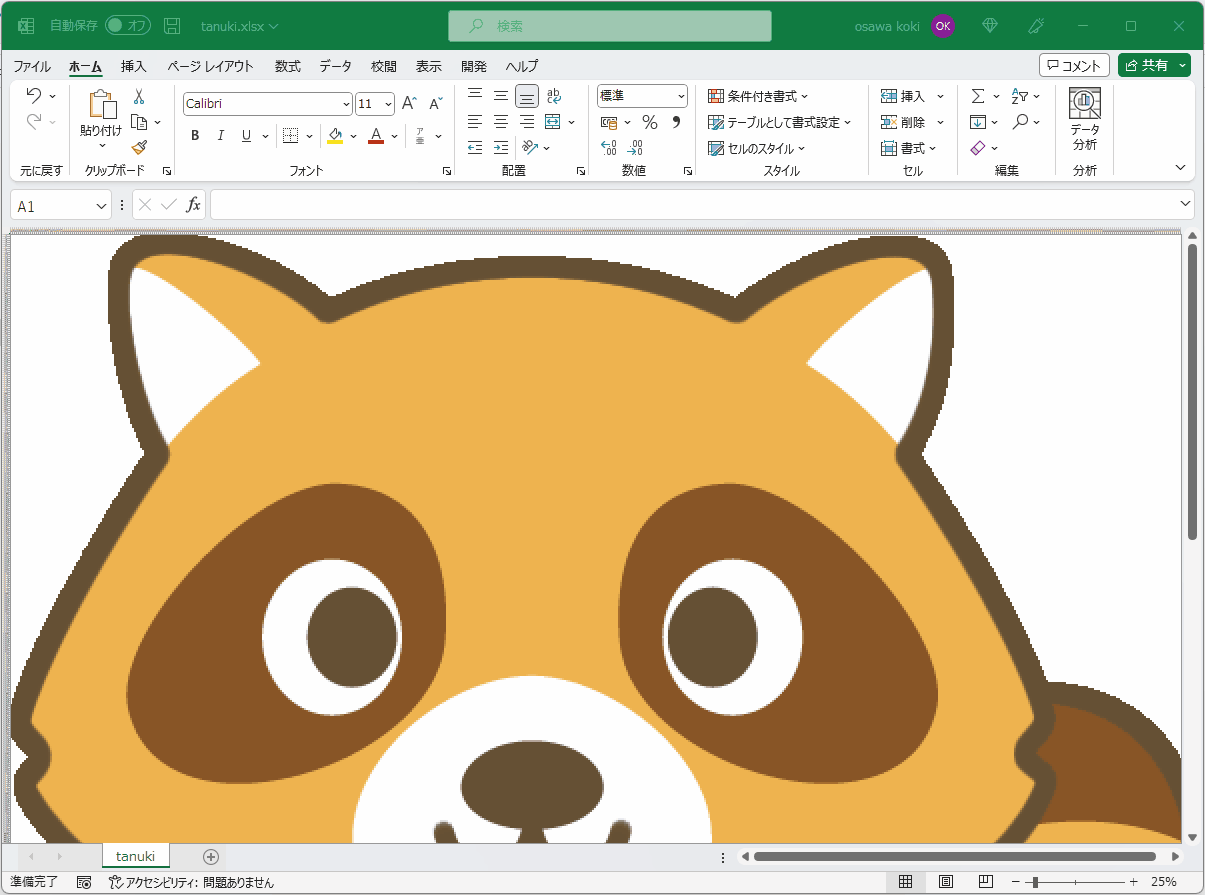 自動保存 オフ tanuki.xlsx 検索 osawa koki OK
ファイル ホーム 挿入 ページ レイアウト 数式 データ 校閲 表示 開発 ヘルプ コメント 共有
貼り付け Calibri 11 A A ab 標準 条件付き書式 挿入 Σ データ分析
B I U A ア亜 % テーブルとして書式設定 削除
セルのスタイル 書式
元に戻す クリップボード フォント 配置 数値 スタイル セル 編集 分析
A1 fx
tanuki
準備完了 アクセシビリティ: 問題ありません 25%